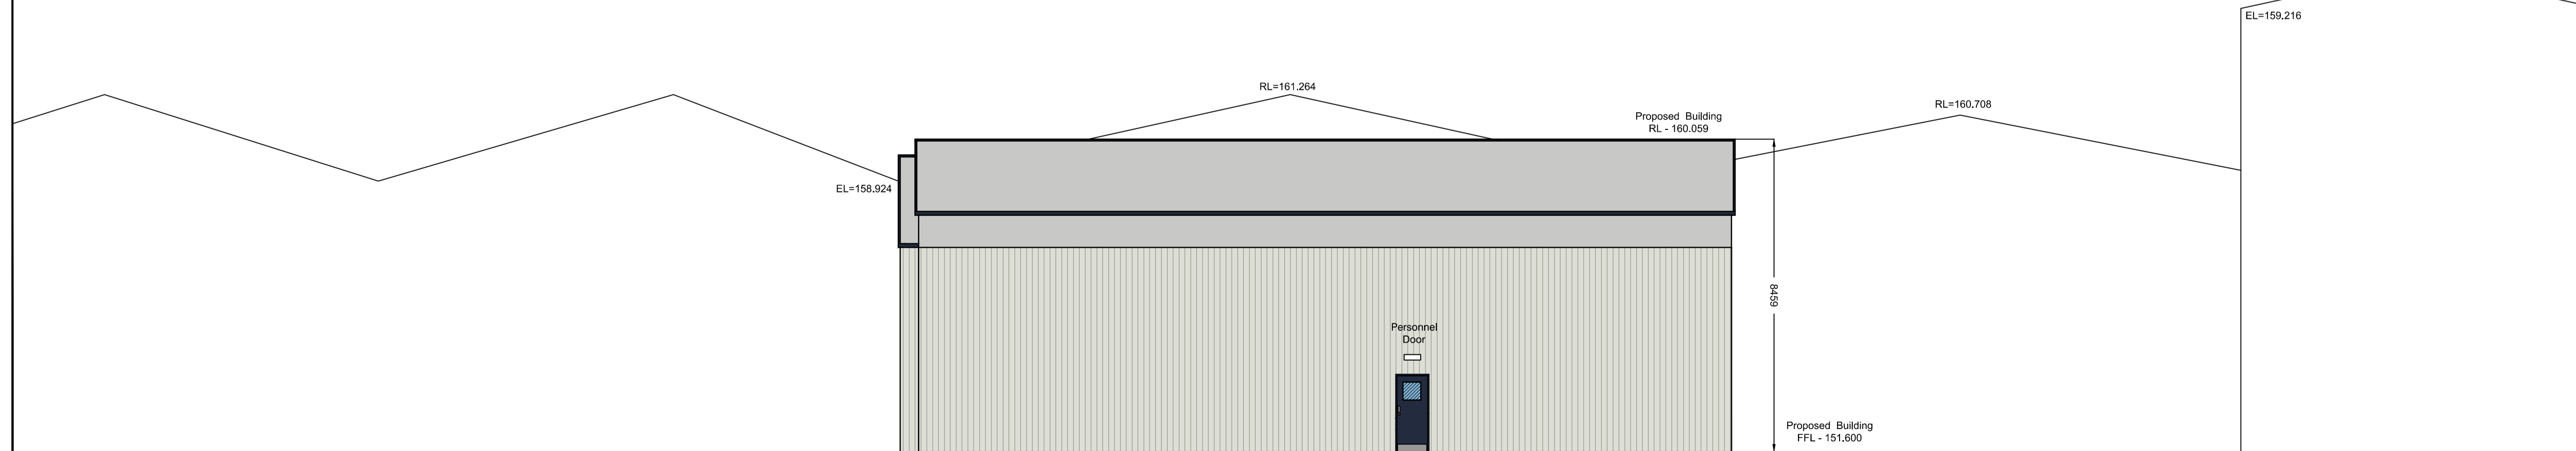 EL=159.216
RL=161.264
RL=160.708
Proposed Building
RL - 160.059
EL=158.924
8459
Personnel
Door
Proposed Building
FFL - 151.600